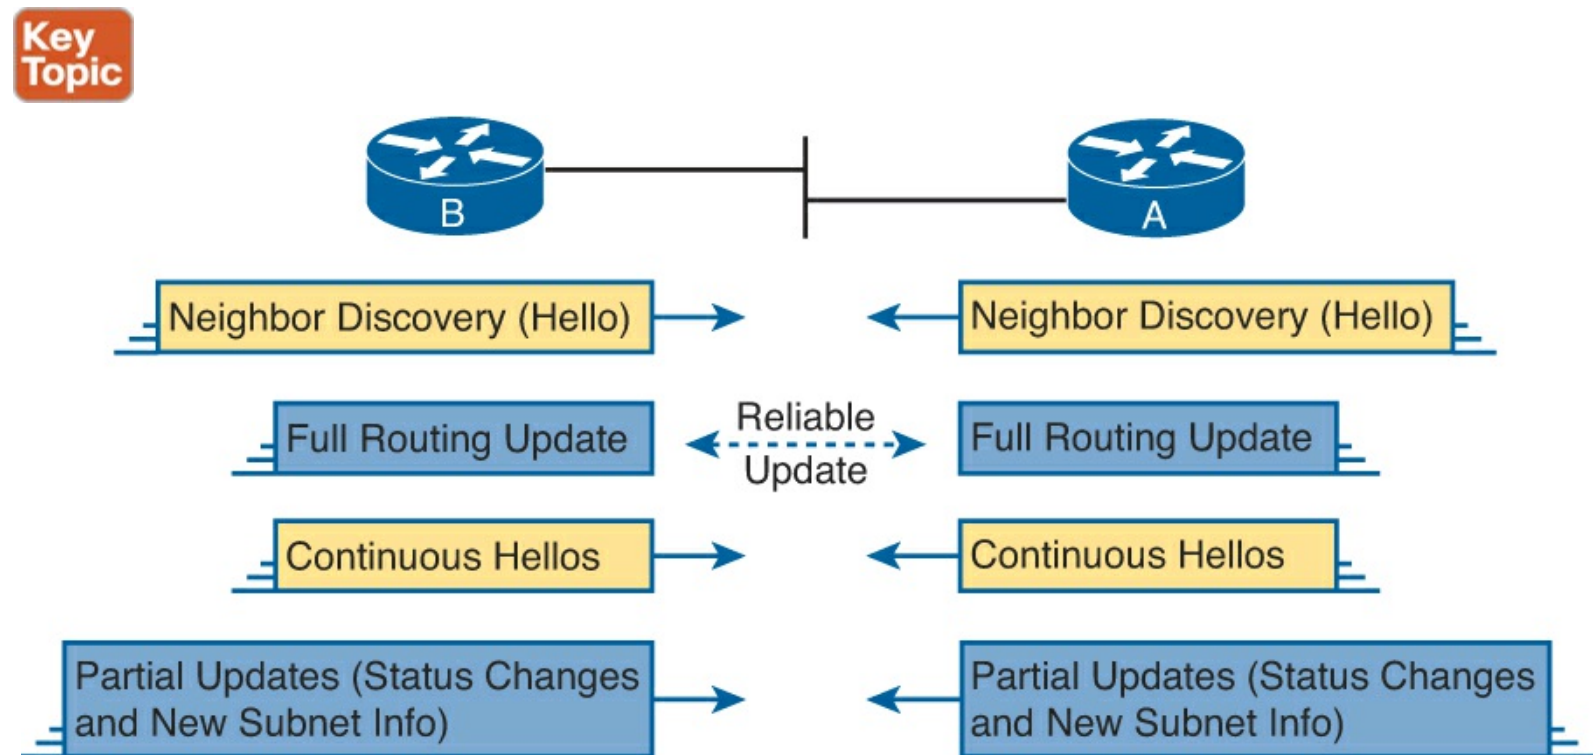 Key
Topic
B
A
Neighbor Discovery (Hello)
Neighbor Discovery (Hello)
Full Routing Update
Reliable
Update
Full Routing Update
Continuous Hellos
Continuous Hellos
Partial Updates (Status Changes
and New Subnet Info)
Partial Updates (Status Changes
and New Subnet Info)